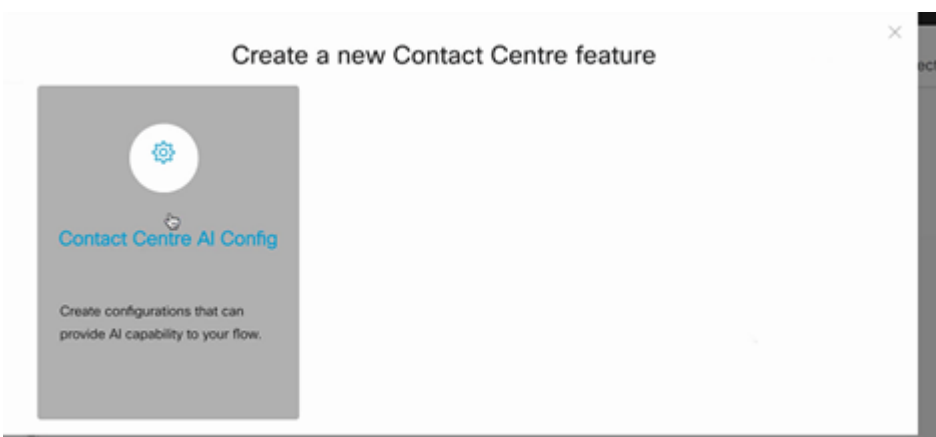 Create a new Contact Centre feature
Contact Centre AI Config
Create configurations that can
provide AI capability to your flow.